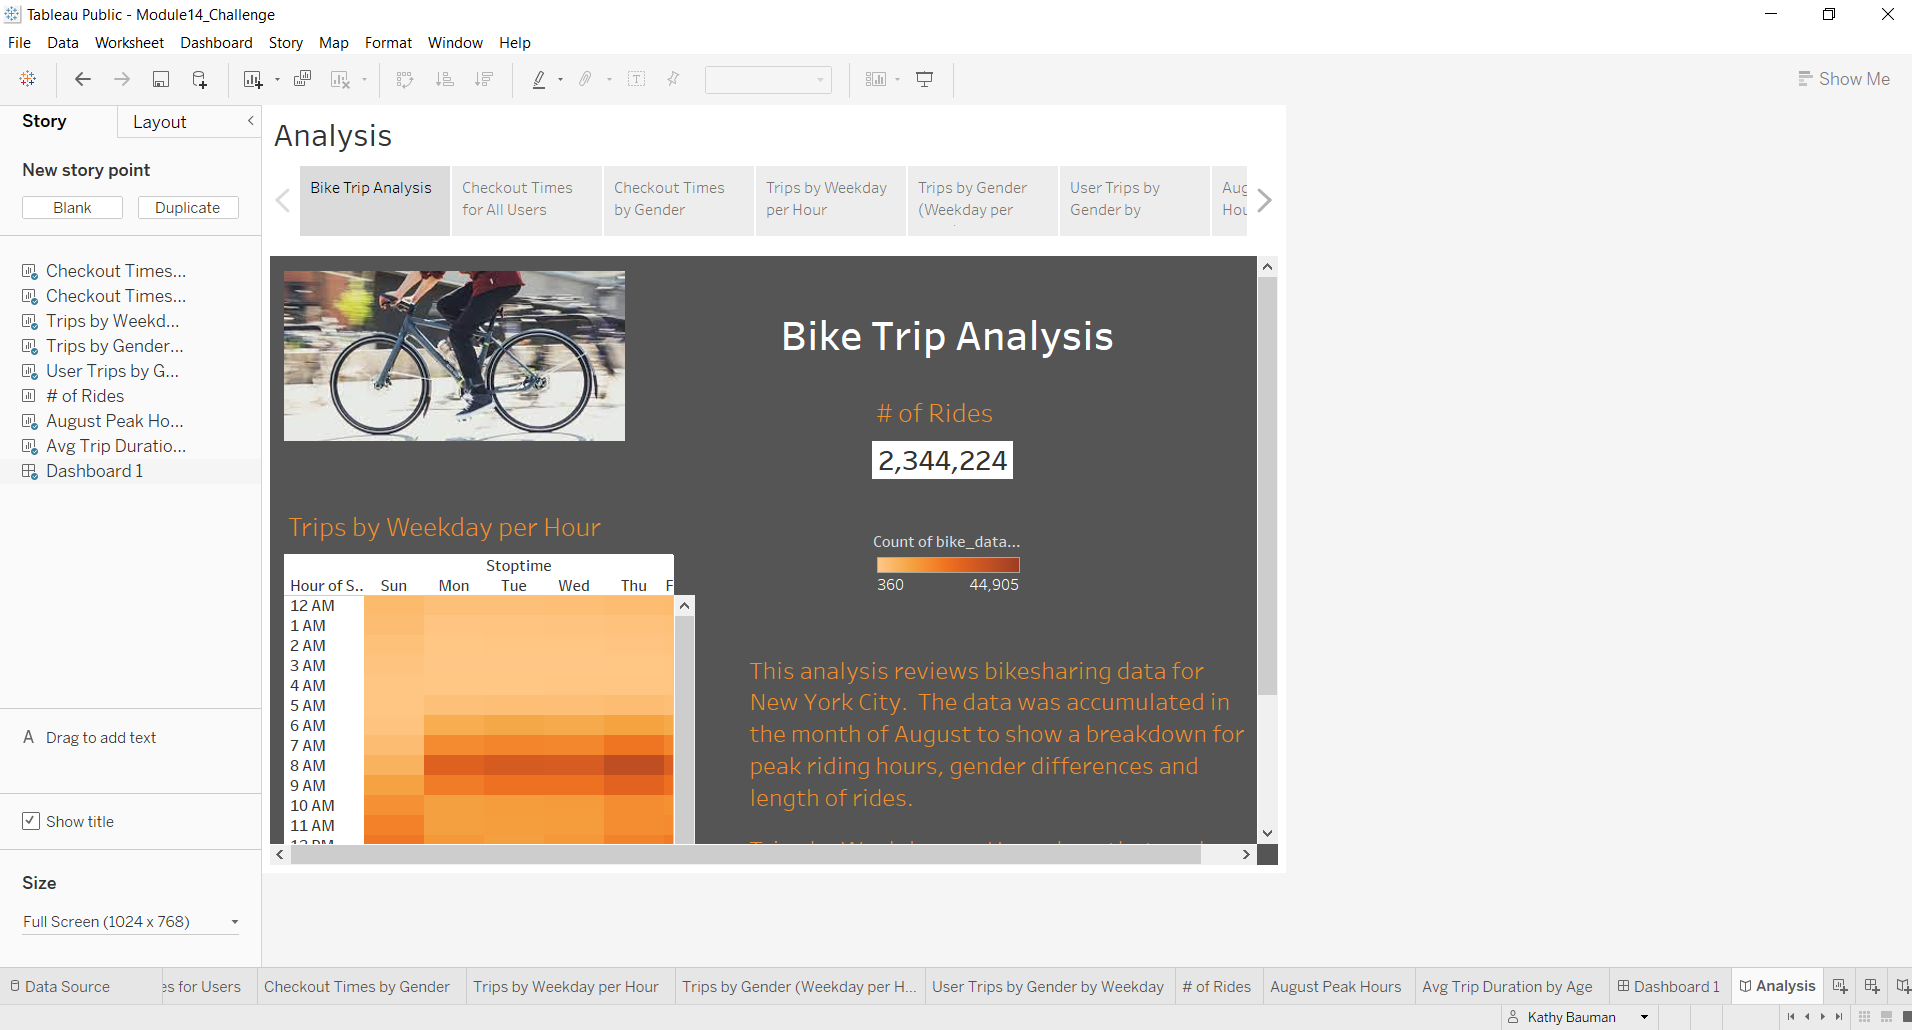 Tableau Public - Module14_Challenge
File Data Worksheet Dashboard Story Map Format Window Help
Show Me
Story Layout
New story point
Blank Duplicate
Checkout Times...
Checkout Times...
Trips by Weekd...
Trips by Gender...
User Trips by G...
# of Rides
August Peak Ho...
Avg Trip Duratio...
Dashboard 1
A Drag to add text
Show title
Size
Full Screen (1024 x 768)
Analysis
Bike Trip Analysis
Checkout Times
for All Users
Checkout Times
by Gender
Trips by Weekday
per Hour
Trips by Gender
(Weekday per
User Trips by
Gender by
Aug
Hou
Bike Trip Analysis
# of Rides
2,344,224
Trips by Weekday per Hour
Stoptime
Hour of S.. Sun Mon Tue Wed Thu F
12 AM
1 AM
2 AM
3 AM
4 AM
5 AM
6 AM
7 AM
8 AM
9 AM
10 AM
11 AM
12 PM
Count of bike_data...
360 44,905
This analysis reviews bikesharing data for
New York City. The data was accumulated in
the month of August to show a breakdown for
peak riding hours, gender differences and
length of rides.
Data Source es for Users Checkout Times by Gender Trips by Weekday per Hour Trips by Gender (Weekday per H... User Trips by Gender by Weekday # of Rides August Peak Hours Avg Trip Duration by Age Dashboard 1 Analysis
Kathy Bauman